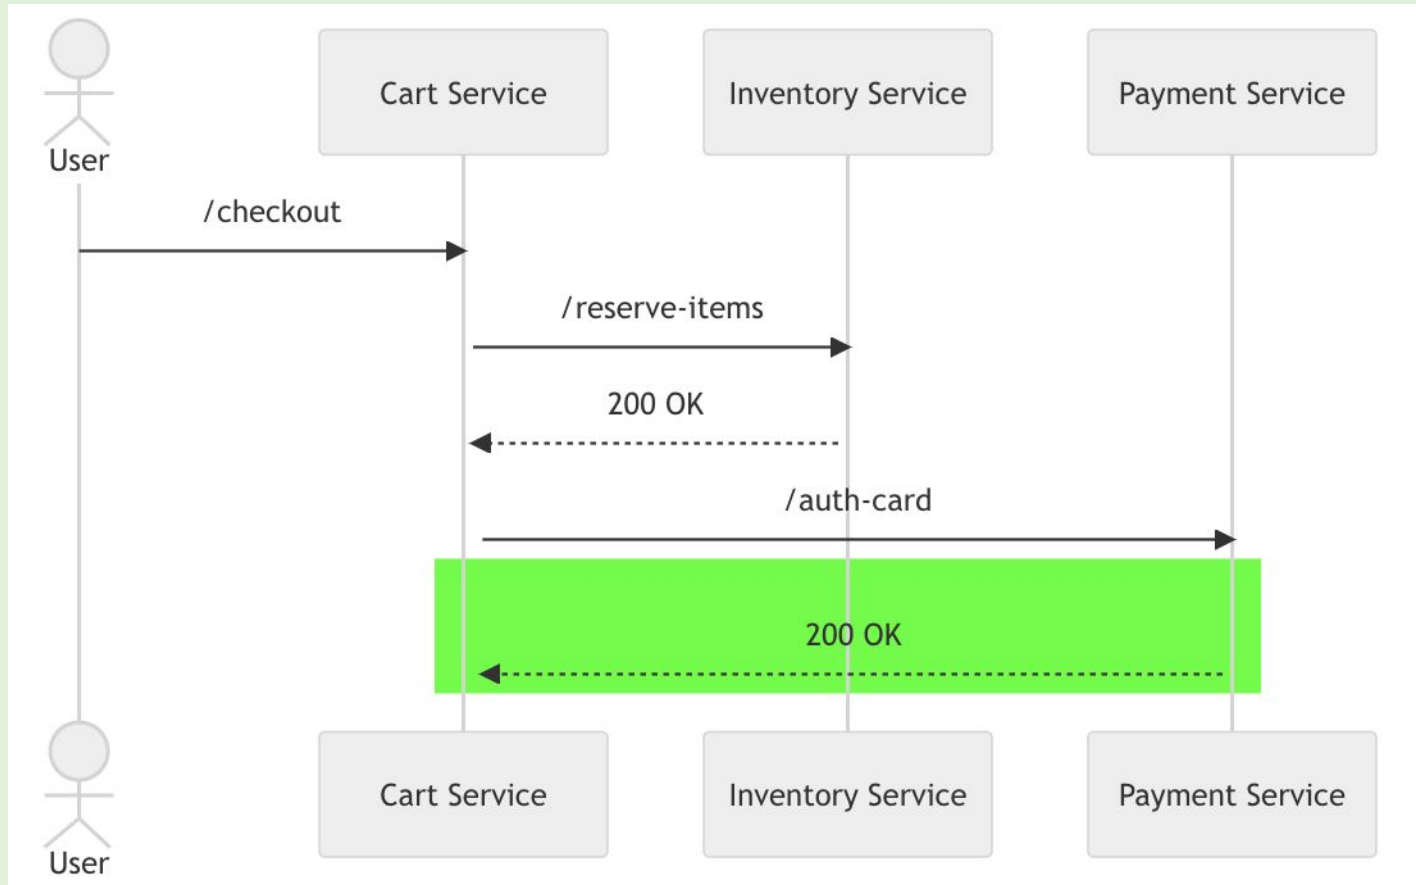 User
Cart Service
Inventory Service
Payment Service
/checkout
/reserve-items
200 OK
/auth-card
200 OK
User
Cart Service
Inventory Service
Payment Service